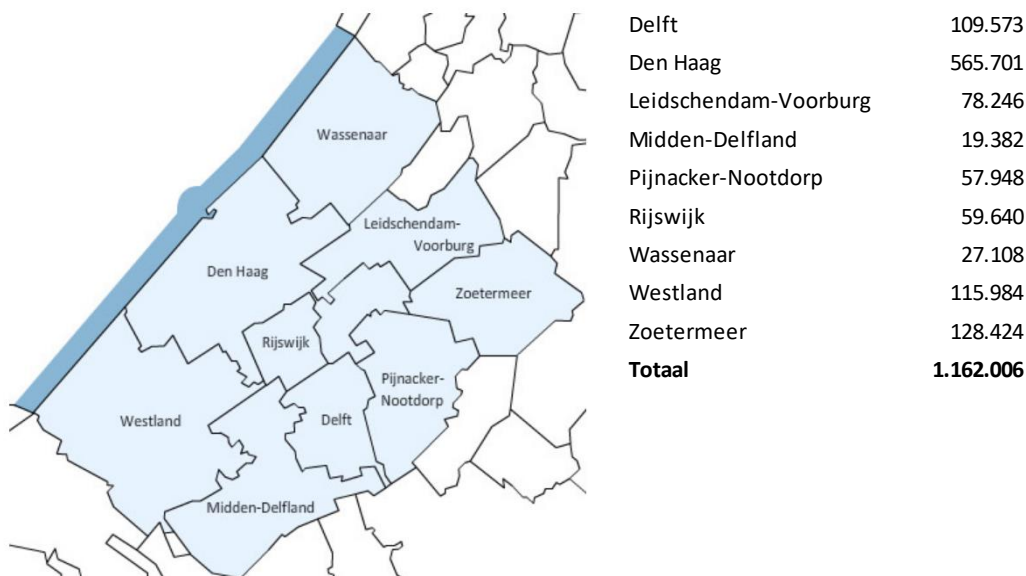 Wassenaar
Leidschendam-
Voorburg
Den Haag
Zoetermeer
Rijswijk
Pijnacker-
Nootdorp
Westland
Delft
Midden-Delfland
Delft 109.573
Den Haag 565.701
Leidschendam-Voorburg 78.246
Midden-Delfland 19.382
Pijnacker-Nootdorp 57.948
Rijswijk 59.640
Wassenaar 27.108
Westland 115.984
Zoetermeer 128.424
Totaal 1.162.006